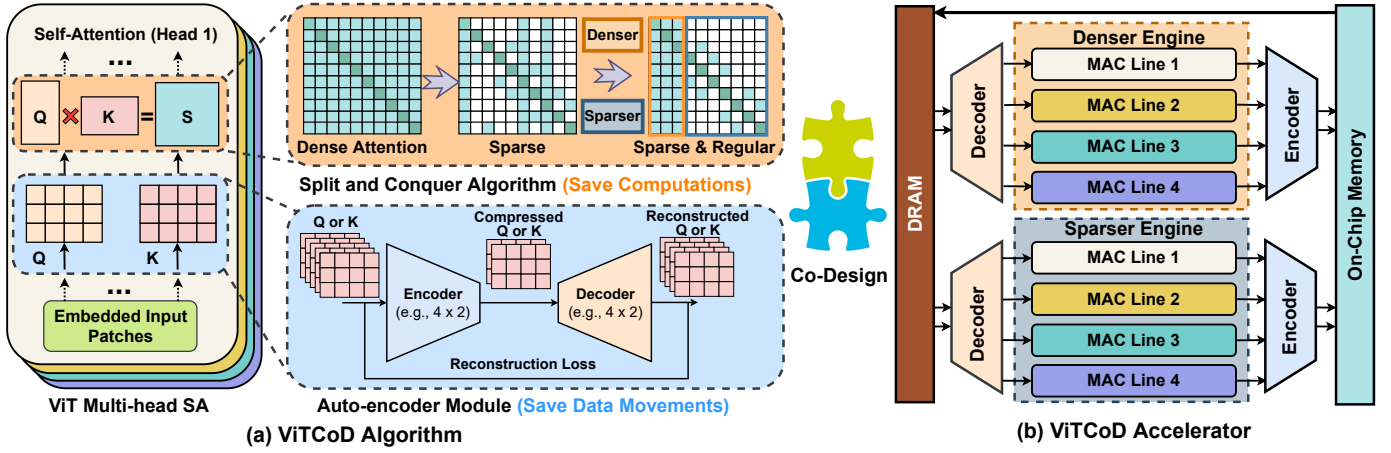 Self-Attention (Head 1)
...
Q
K
=
S
Q
K
...
Embedded Input
Patches
ViT Multi-head SA
Dense Attention
Sparse
Denser
Sparser
Sparse & Regular
Split and Conquer Algorithm (Save Computations)
Q or K
Compressed
Q or K
Reconstructed
Q or K
Encoder
(e.g., 4 x 2)
Decoder
(e.g., 4 x 2)
Reconstruction Loss
Auto-encoder Module (Save Data Movements)
(a) ViTCoD Algorithm
Co-Design
DRAM
Decoder
Denser Engine
MAC Line 1
MAC Line 2
MAC Line 3
MAC Line 4
Encoder
Decoder
Sparser Engine
MAC Line 1
MAC Line 2
MAC Line 3
MAC Line 4
Encoder
On-Chip Memory
(b) ViTCoD Accelerator